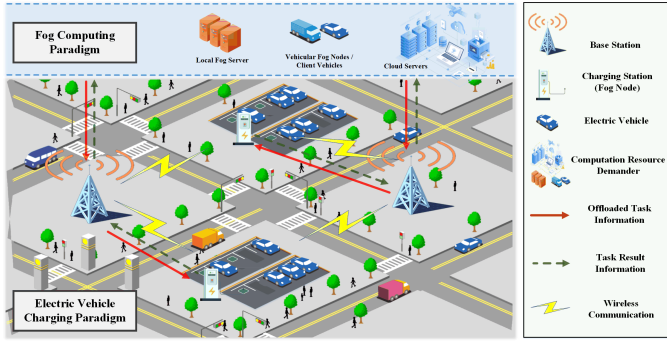 Fog Computing
Paradigm
Local Fog Server
Vehicular Fog Nodes /
Client Vehicles
Cloud Servers
Electric Vehicle
Charging Paradigm
Base Station
Charging Station
(Fog Node)
Electric Vehicle
Computation Resource
Demander
Offloaded Task
Information
Task Result
Information
Wireless
Communication